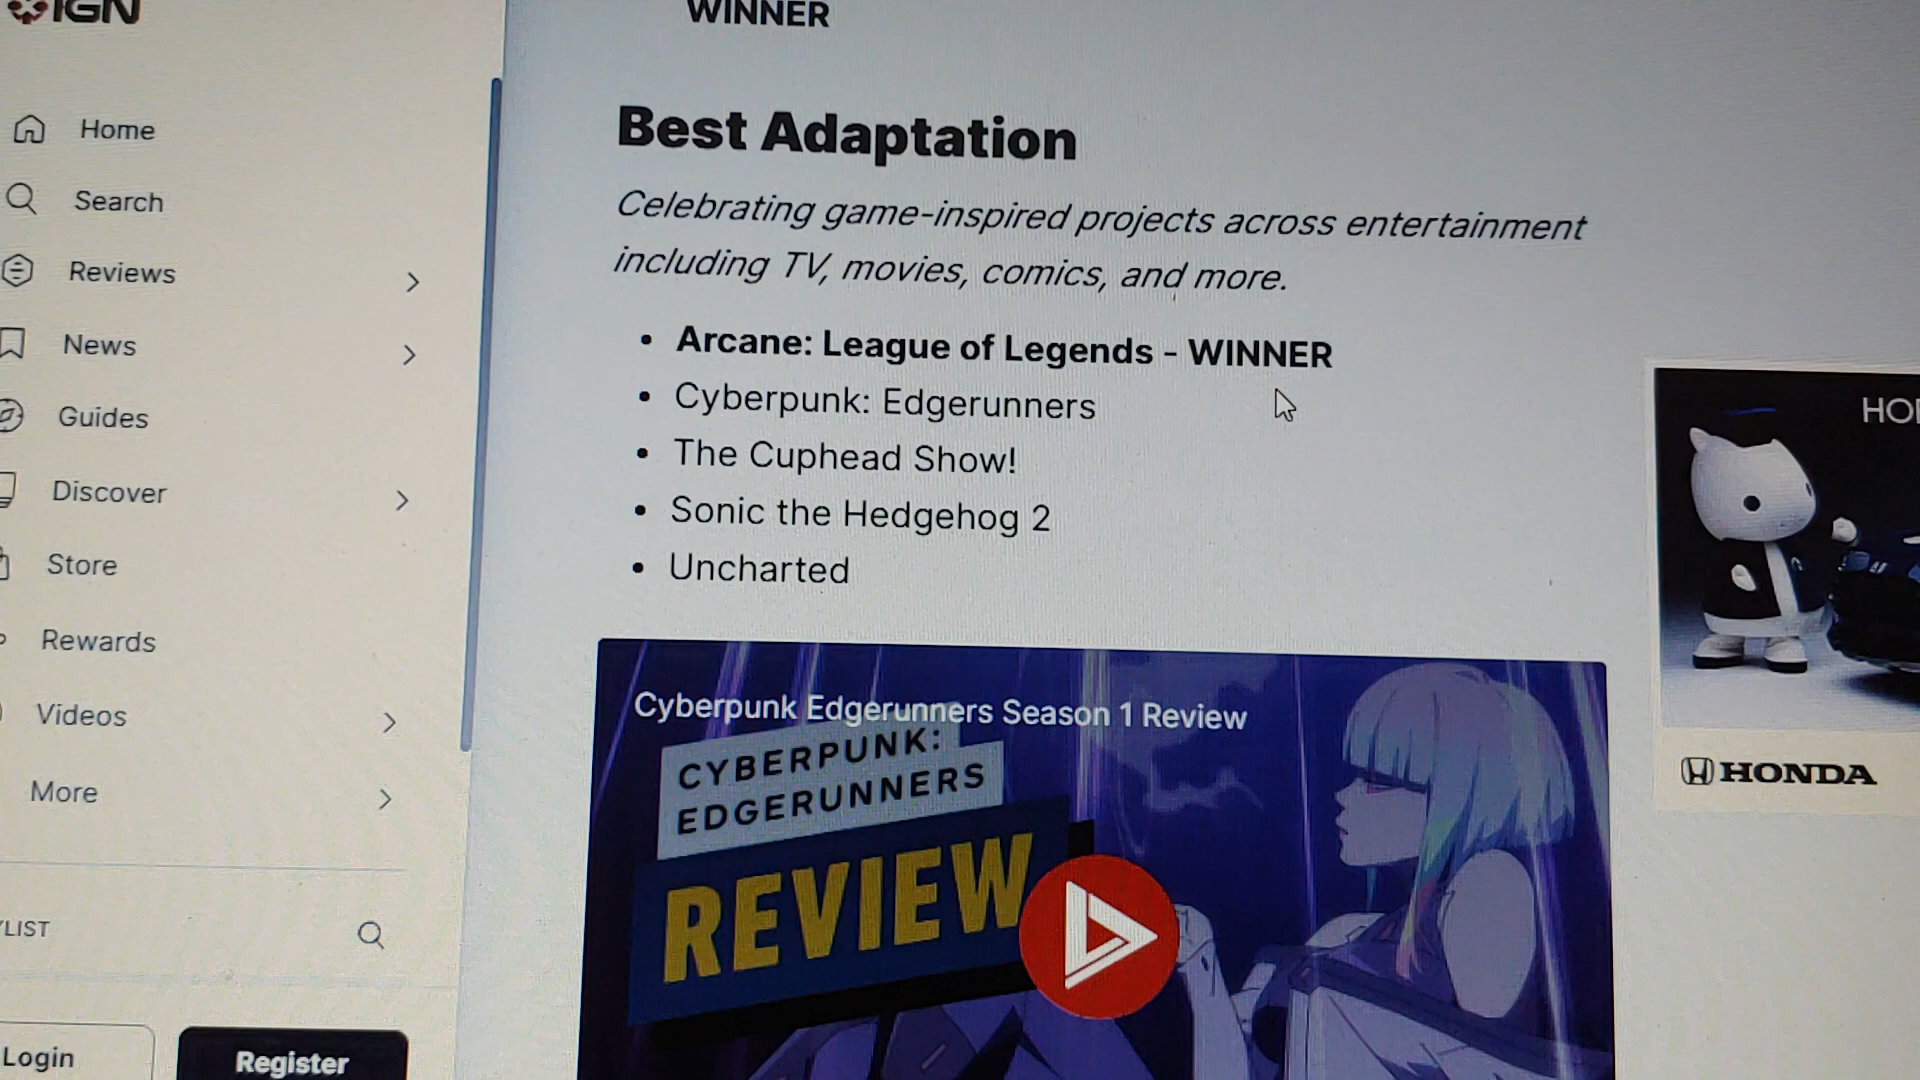 IGN
Home
Search
Reviews
News
Guides
Discover
Store
Rewards
Videos
More
Login
Register
WINNER
Best Adaptation
Celebrating game-inspired projects across entertainment
including TV, movies, comics, and more.
• Arcane: League of Legends - WINNER
• Cyberpunk: Edgerunners
• The Cuphead Show!
• Sonic the Hedgehog 2
• Uncharted
Cyberpunk Edgerunners Season 1 Review
CYBERPUNK:
EDGERUNNERS
REVIEW
HONDA